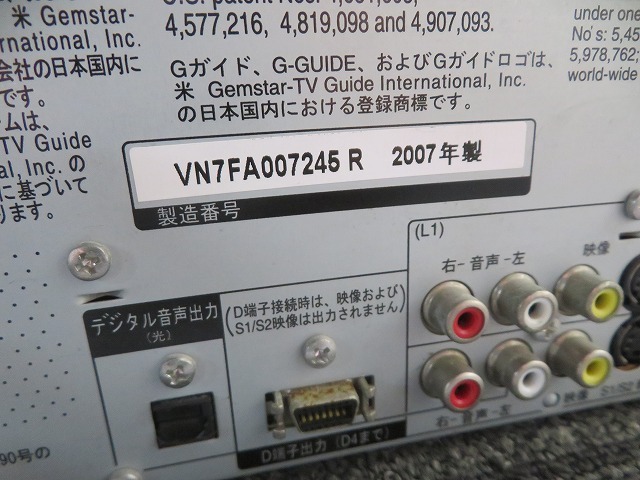 米 Gemstar-
rnational, Inc.
会社の日本国内に
です。
ームは、
TV Guide
al, Inc. の
に基づいて
ります。
4,577,216, 4,819,098 and 4,907,093.
Gガイド、G-GUIDE、およびGガイドロゴは、
米 Gemstar-TV Guide International, Inc.
の日本国内における登録商標です。
under one
No's: 5,45
5,978,762,
world-wide
VN7FA007245 R 2007年製
製造番号
デジタル音声出力
(光)
(D端子接続時は、映像および
S1/S2映像は出力されません)
D端子出力 (D4まで)
(L1)
右-音声-左
映像
右-音声-左
映像
90号の